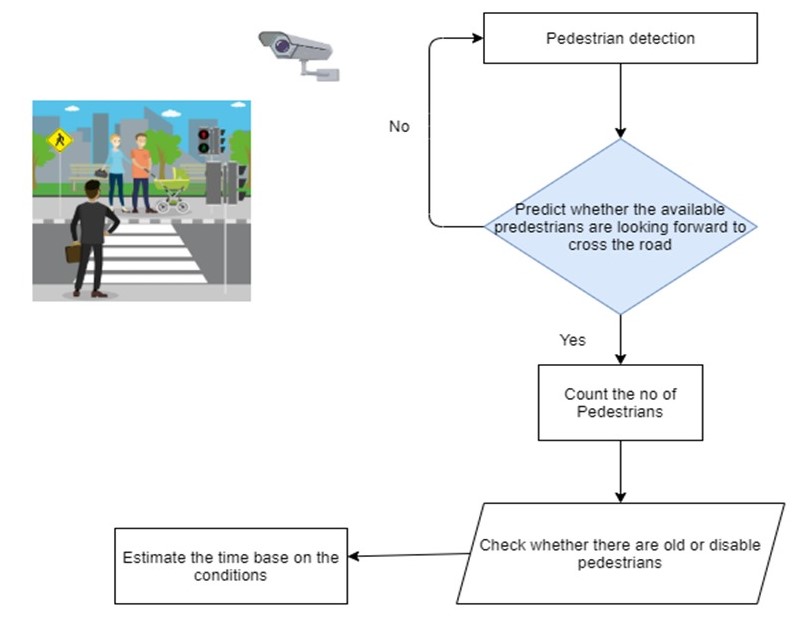 Pedestrian detection
No
Predict whether the available
predestrians are looking forward to
cross the road
Yes
Count the no of
Pedestrians
Check whether there are old or disable
pedestrians
Estimate the time base on the
conditions